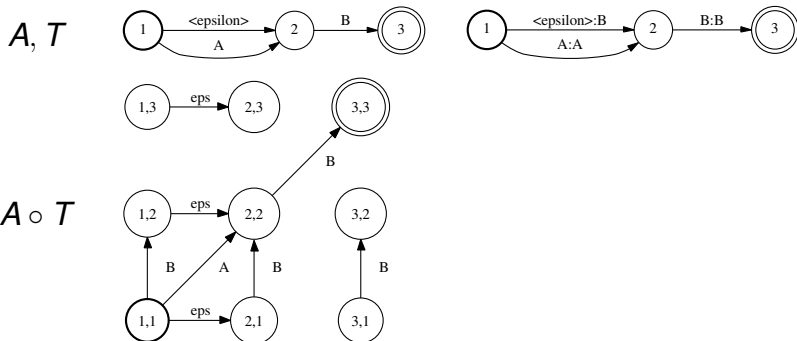 A, T
1 <epsilon> A 2 B 3
1 <epsilon>:B A:A 2 B:B 3
1,3 eps 2,3 3,3
B
A ∘ T
1,2 eps 2,2 3,2
B A B B
1,1 eps 2,1 3,1